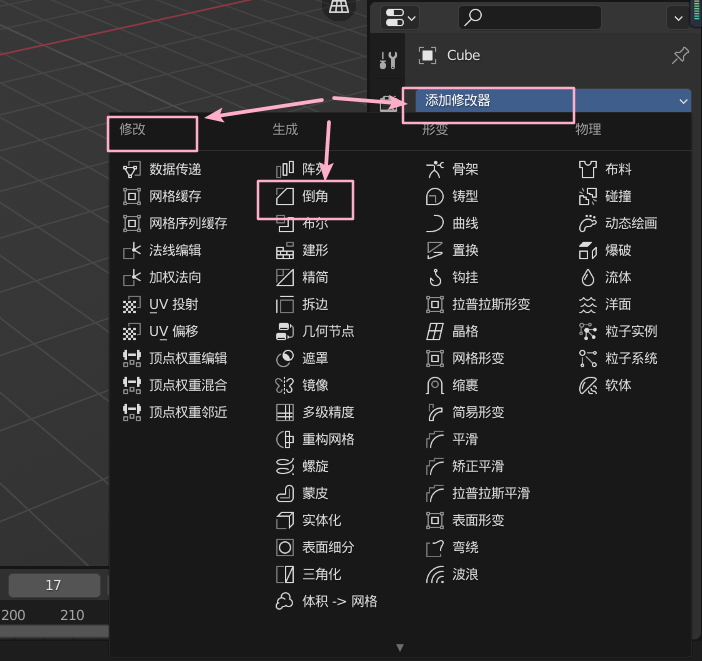 Cube
添加修改器
修改
数据传递
网格缓存
网格序列缓存
法线编辑
加权法向
UV 投射
UV 偏移
顶点权重编辑
顶点权重混合
顶点权重邻近
生成
阵列
倒角
布尔
建形
精简
拆边
几何节点
遮罩
镜像
多级精度
重构网格
螺旋
蒙皮
实体化
表面细分
三角化
体积 -> 网格
形变
骨架
铸型
曲线
置换
钩挂
拉普拉斯形变
晶格
网格形变
缩裹
简易形变
平滑
矫正平滑
拉普拉斯平滑
表面形变
弯绕
波浪
物理
布料
碰撞
动态绘画
爆破
流体
洋面
粒子实例
粒子系统
软体
17
200 210